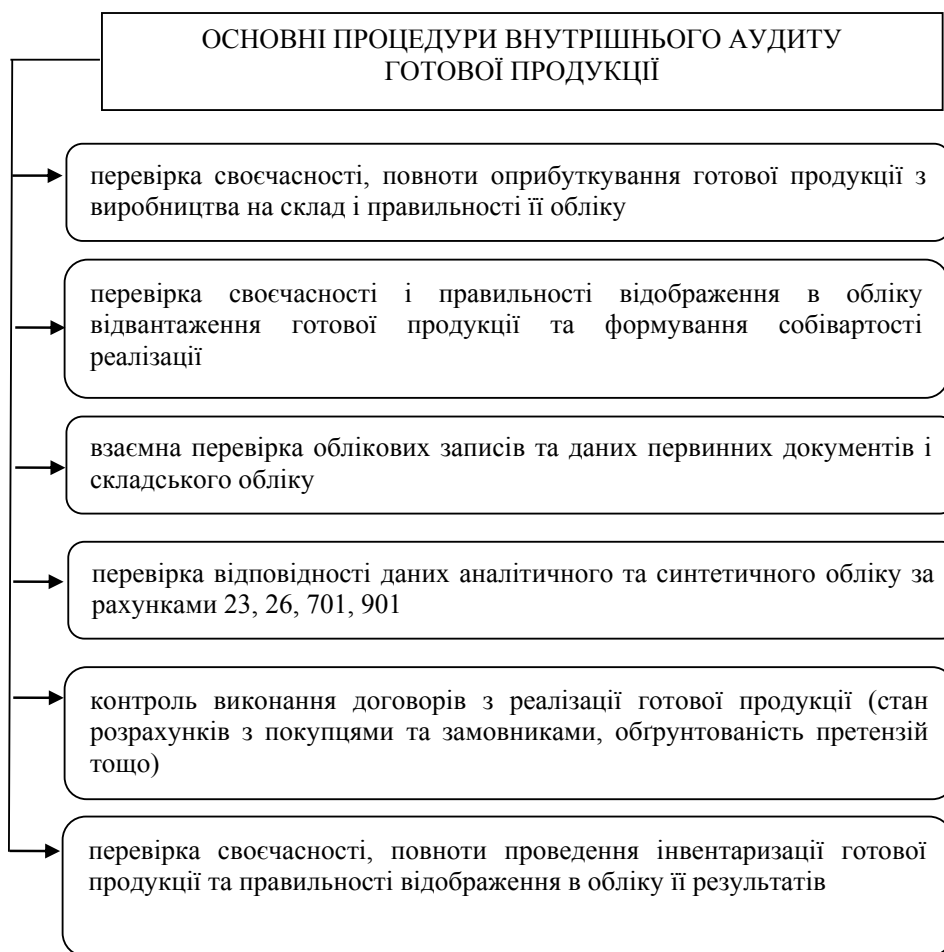 ОСНОВНІ ПРОЦЕДУРИ ВНУТРІШНЬОГО АУДИТУ
ГОТОВОЇ ПРОДУКЦІЇ
перевірка своєчасності, повноти оприбуткування готової продукції з
виробництва на склад і правильності її обліку
перевірка своєчасності і правильності відображення в обліку
відвантаження готової продукції та формування собівартості
реалізації
взаємна перевірка облікових записів та даних первинних документів і
складського обліку
перевірка відповідності даних аналітичного та синтетичного обліку за
рахунками 23, 26, 701, 901
контроль виконання договорів з реалізації готової продукції (стан
розрахунків з покупцями та замовниками, обґрунтованість претензій
тощо)
перевірка своєчасності, повноти проведення інвентаризації готової
продукції та правильності відображення в обліку її результатів